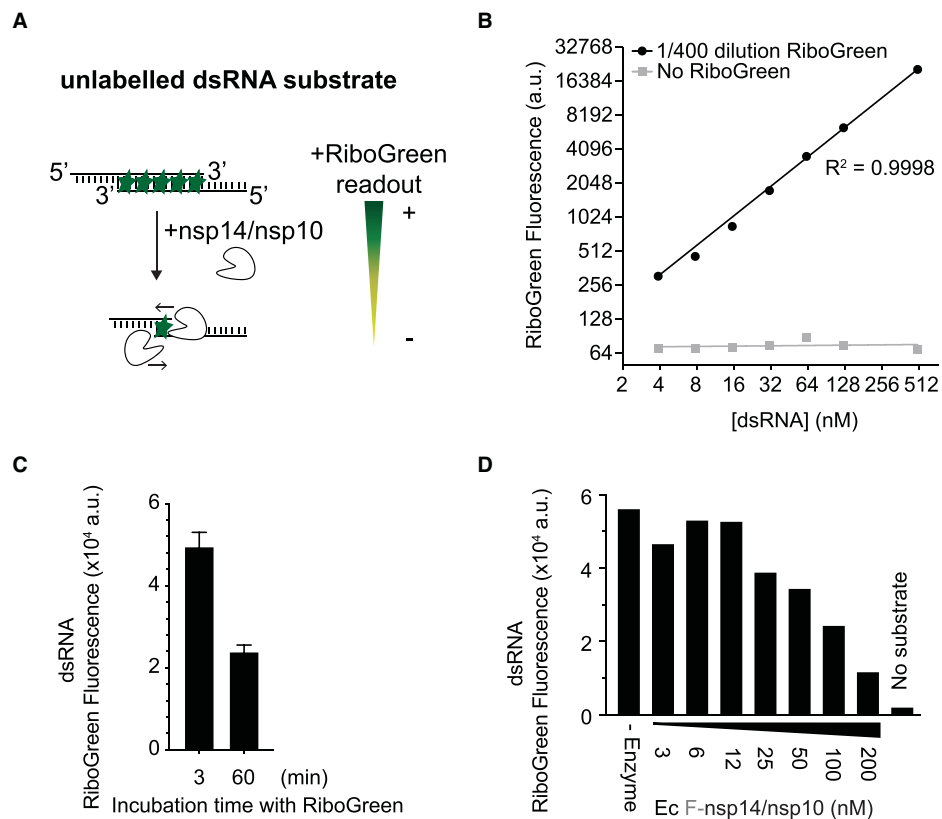 A
unlabelled dsRNA substrate
5’
3’
3’
5’
+RiboGreen
readout
+
-
+nsp14/nsp10
B
1/400 dilution RiboGreen
No RiboGreen
RiboGreen Fluorescence (a.u.)
32768
16384
8192
4096
2048
1024
512
256
128
64
R² = 0.9998
2 4 8 16 32 64 128 256 512
[dsRNA] (nM)
C
dsRNA
RiboGreen Fluorescence (x10⁴ a.u.)
6
4
2
0
3 60 (min)
Incubation time with RiboGreen
D
dsRNA
RiboGreen Fluorescence (x10⁴ a.u.)
6
4
2
0
No substrate
- Enzyme
3
6
12
25
50
100
200
Ec F-nsp14/nsp10 (nM)